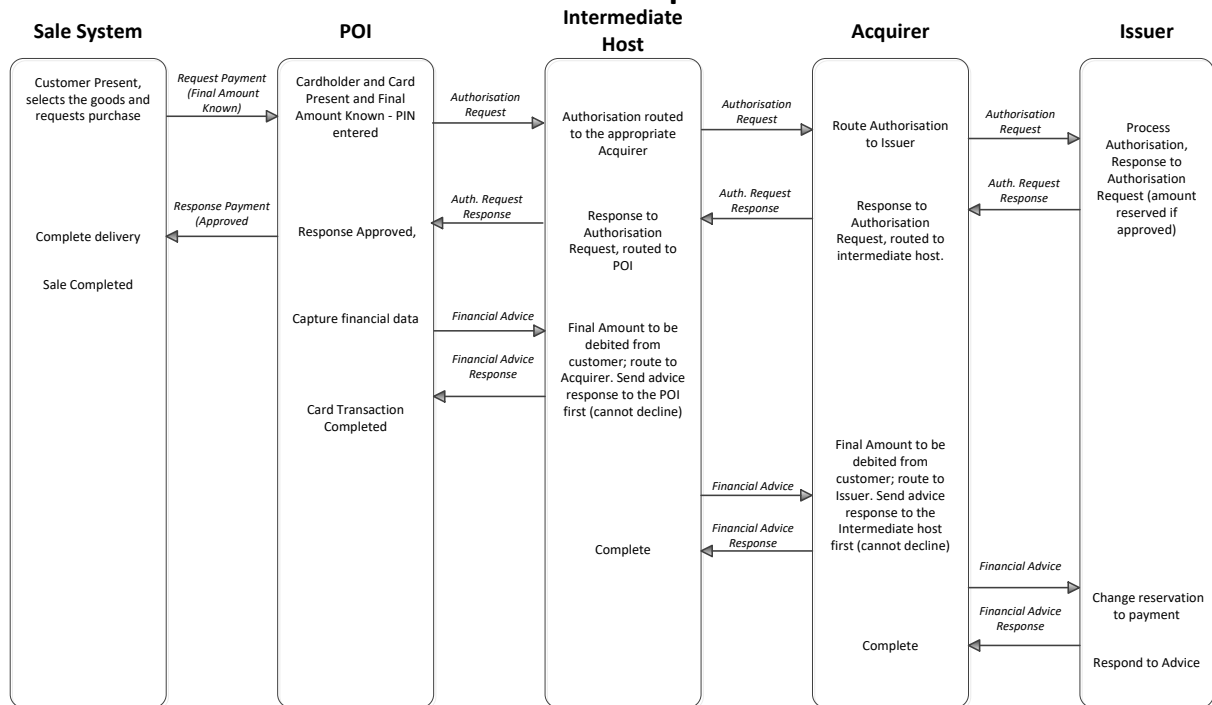 Sale System
POI
Intermediate
Host
Acquirer
Issuer
Customer Present,
selects the goods and
requests purchase
Request Payment
(Final Amount
Known)
Cardholder and Card
Present and Final
Amount Known - PIN
entered
Authorisation
Request
Authorisation routed
to the appropriate
Acquirer
Authorisation
Request
Route Authorisation
to Issuer
Authorisation
Request
Process
Authorisation,
Response to
Authorisation
Request (amount
reserved if
approved)
Auth. Request
Response
Response to
Authorisation
Request, routed to
intermediate host.
Auth. Request
Response
Response to
Authorisation
Request, routed to
POI
Auth. Request
Response
Response Approved,
Response Payment
(Approved
Complete delivery
Sale Completed
Capture financial data
Financial Advice
Final Amount to be
debited from
customer; route to
Acquirer. Send advice
response to the POI
first (cannot decline)
Financial Advice
Response
Card Transaction
Completed
Financial Advice
Final Amount to be
debited from
customer; route to
Issuer. Send advice
response to the
Intermediate host
first (cannot decline)
Financial Advice
Response
Complete
Financial Advice
Change reservation
to payment
Financial Advice
Response
Complete
Respond to Advice